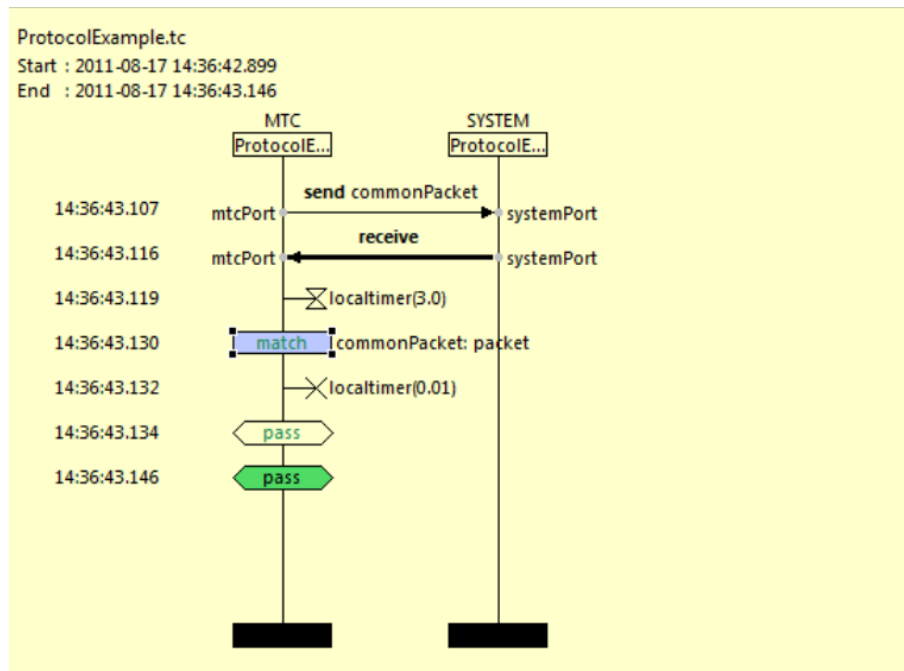 ProtocolExample.tc
Start : 2011-08-17 14:36:42.899
End : 2011-08-17 14:36:43.146
MTC SYSTEM
ProtocolE... ProtocolE...
send commonPacket
14:36:43.107 mtcPort systemPort
receive
14:36:43.116 mtcPort systemPort
14:36:43.119 localtimer(3.0)
14:36:43.130 match commonPacket: packet
14:36:43.132 localtimer(0.01)
14:36:43.134 pass
14:36:43.146 pass